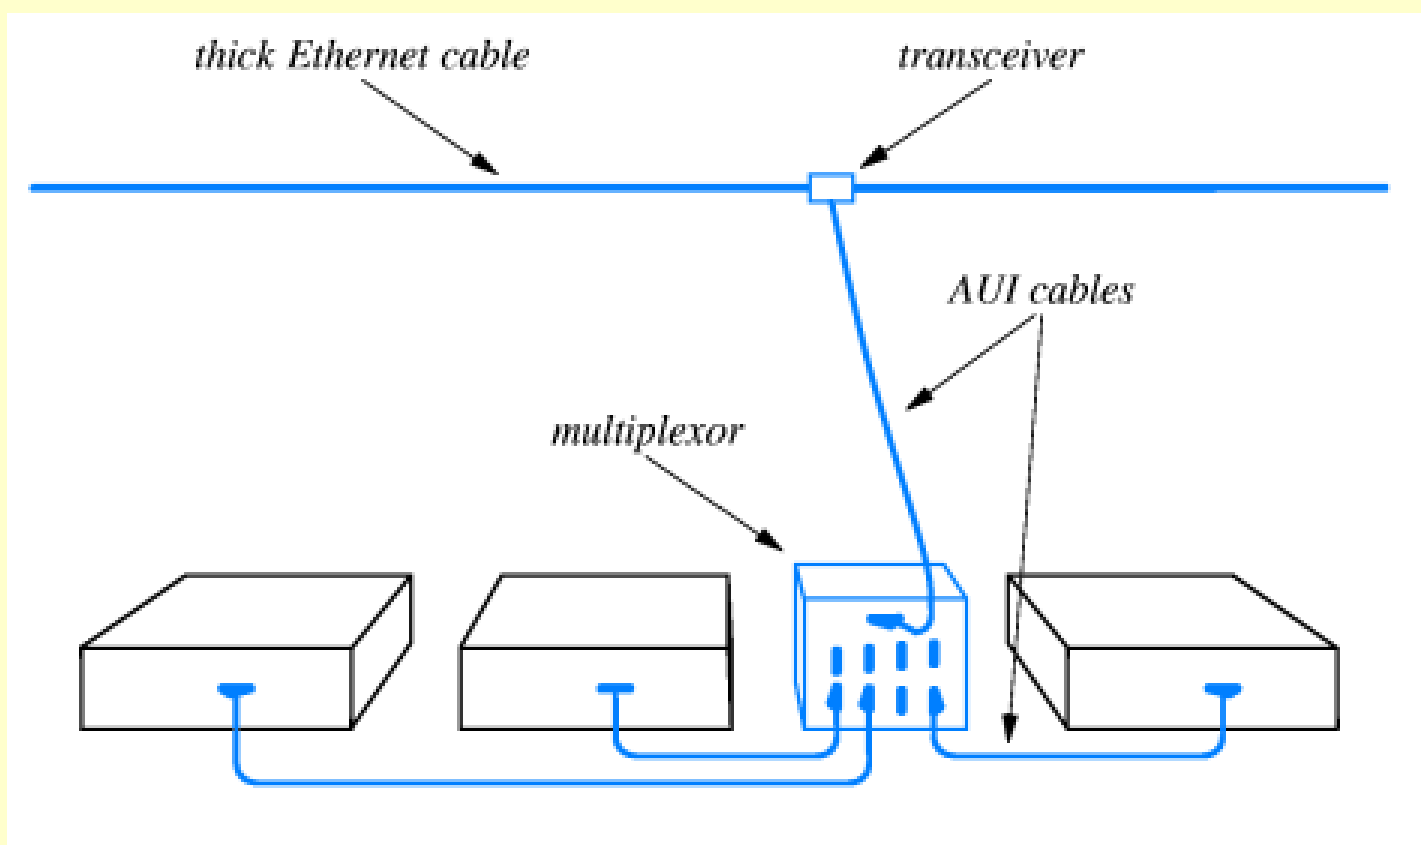 thick Ethernet cable
transceiver
AUI cables
multiplexor